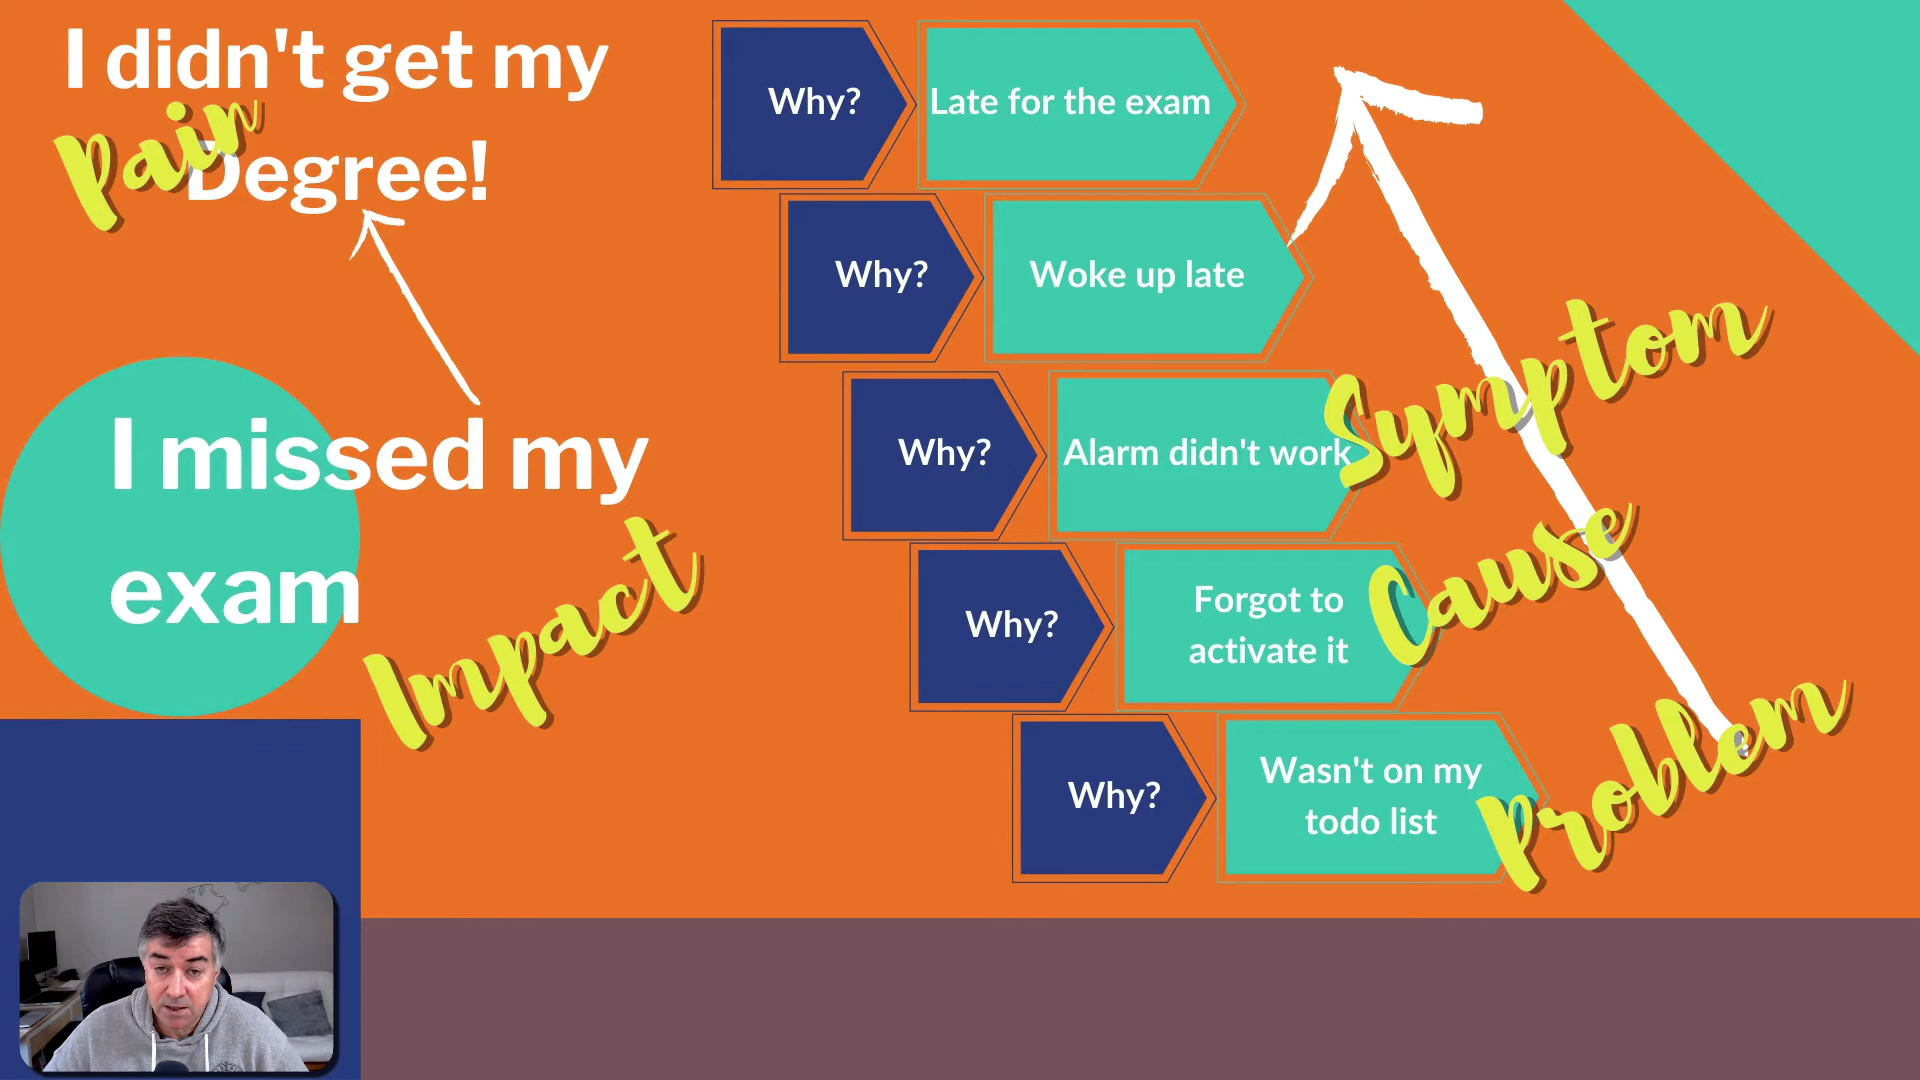 I didn't get my
Degree!
Pain
I missed my
exam
Impact
Why?
Late for the exam
Why?
Woke up late
Why?
Alarm didn't work
Symptom
Why?
Forgot to
activate it
Cause
Why?
Wasn't on my
todo list
Problem